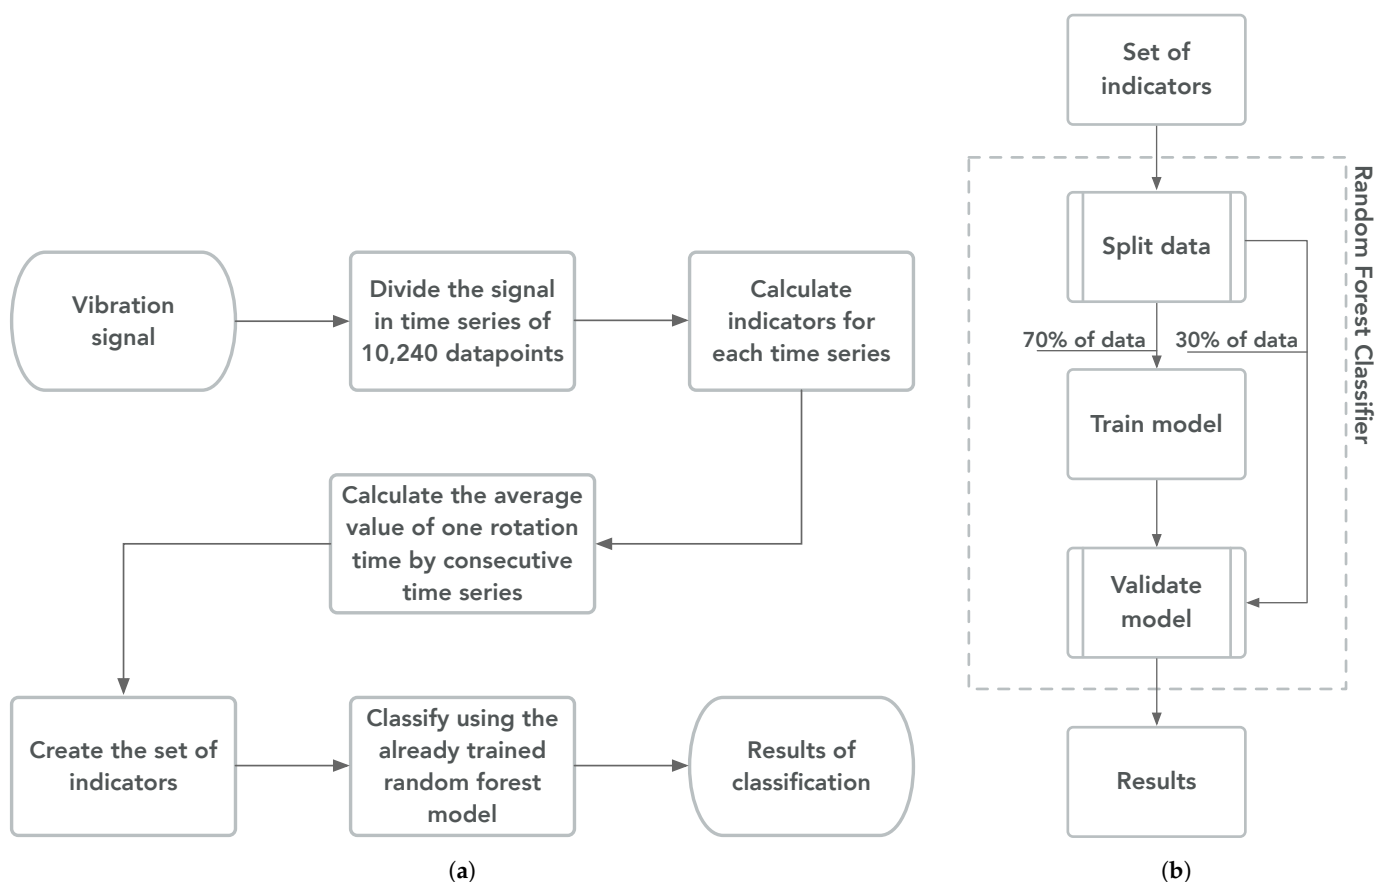 Vibration
signal
Divide the signal
in time series of
10,240 datapoints
Calculate
indicators for
each time series
Calculate the average
value of one rotation
time by consecutive
time series
Create the set of
indicators
Classify using the
already trained
random forest
model
Results of
classification
(a)
Set of
indicators
Random Forest Classifier
Split data
70% of data
30% of data
Train model
Validate
model
Results
(b)